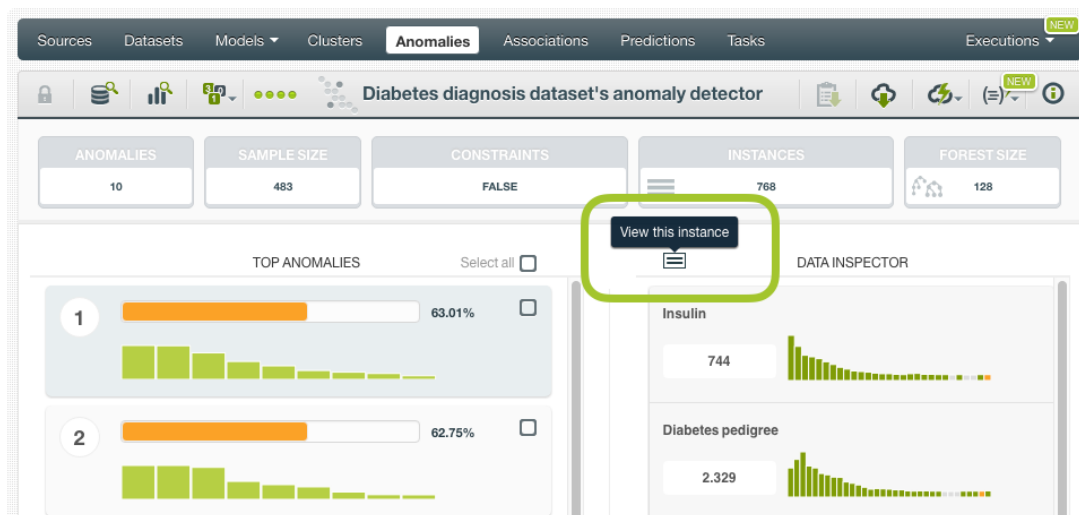 NEW
Sources Datasets Models Clusters Anomalies Associations Predictions Tasks Executions
Diabetes diagnosis dataset's anomaly detector
NEW
ANOMALIES SAMPLE SIZE CONSTRAINTS INSTANCES FOREST SIZE
10 483 FALSE 768 128
View this instance
TOP ANOMALIES Select all DATA INSPECTOR
1 63.01%
Insulin
744
2 62.75%
Diabetes pedigree
2.329